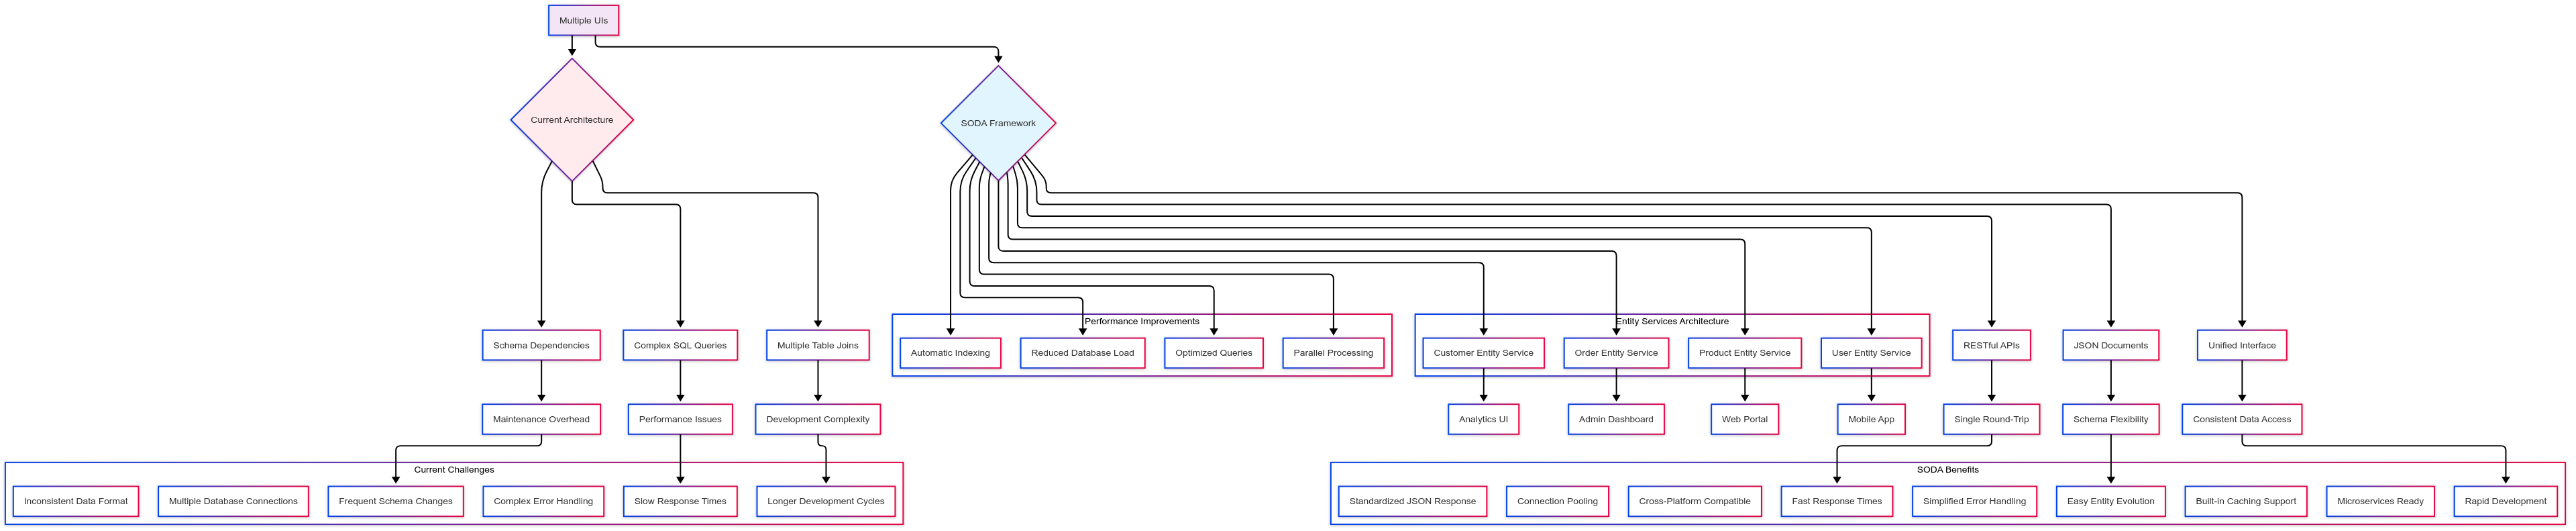 Multiple UIs
Current Architecture
SODA Framework
Performance Improvements
Entity Services Architecture
Schema Dependencies
Complex SQL Queries
Multiple Table Joins
Automatic Indexing
Reduced Database Load
Optimized Queries
Parallel Processing
Customer Entity Service
Order Entity Service
Product Entity Service
User Entity Service
RESTful APIs
JSON Documents
Unified Interface
Maintenance Overhead
Performance Issues
Development Complexity
Analytics UI
Admin Dashboard
Web Portal
Mobile App
Single Round-Trip
Schema Flexibility
Consistent Data Access
Current Challenges
SODA Benefits
Inconsistent Data Format
Multiple Database Connections
Frequent Schema Changes
Complex Error Handling
Slow Response Times
Longer Development Cycles
Standardized JSON Response
Connection Pooling
Cross-Platform Compatible
Fast Response Times
Simplified Error Handling
Easy Entity Evolution
Built-in Caching Support
Microservices Ready
Rapid Development